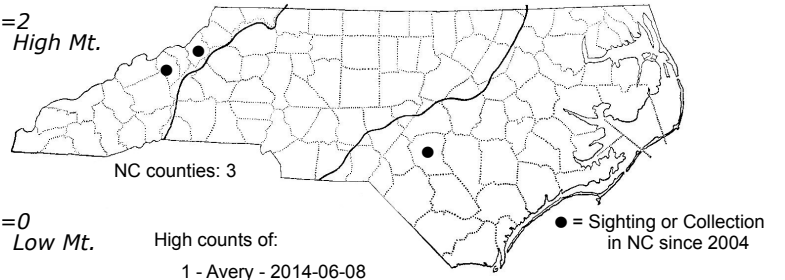 =2
High Mt.
NC counties: 3
=0
Low Mt.
High counts of:
1 - Avery - 2014-06-08
● = Sighting or Collection
in NC since 2004